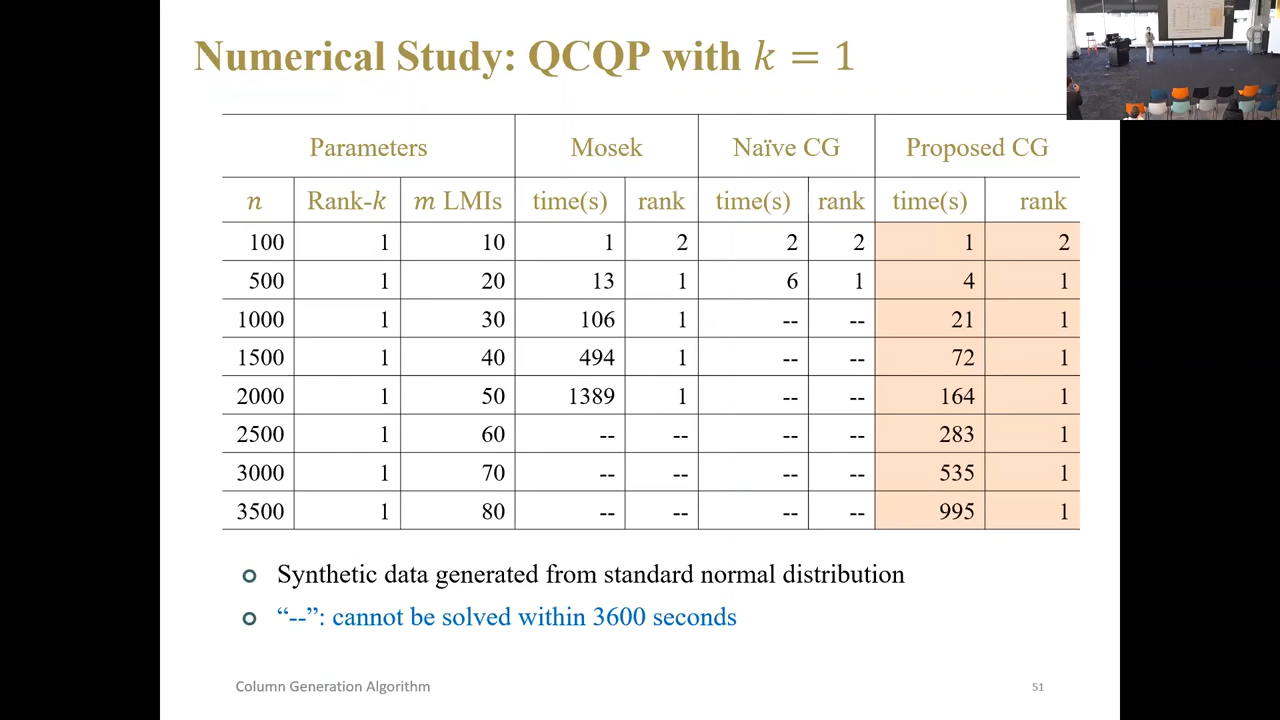 Numerical Study: QCQP with k = 1
Parameters Mosek Naïve CG Proposed CG
n Rank-k m LMIs time(s) rank time(s) rank time(s) rank
100 1 10 1 2 2 2 1 2
500 1 20 13 1 6 1 4 1
1000 1 30 106 1 -- -- 21 1
1500 1 40 494 1 -- -- 72 1
2000 1 50 1389 1 -- -- 164 1
2500 1 60 -- -- -- -- 283 1
3000 1 70 -- -- -- -- 535 1
3500 1 80 -- -- -- -- 995 1
Synthetic data generated from standard normal distribution
“--”: cannot be solved within 3600 seconds
Column Generation Algorithm
51